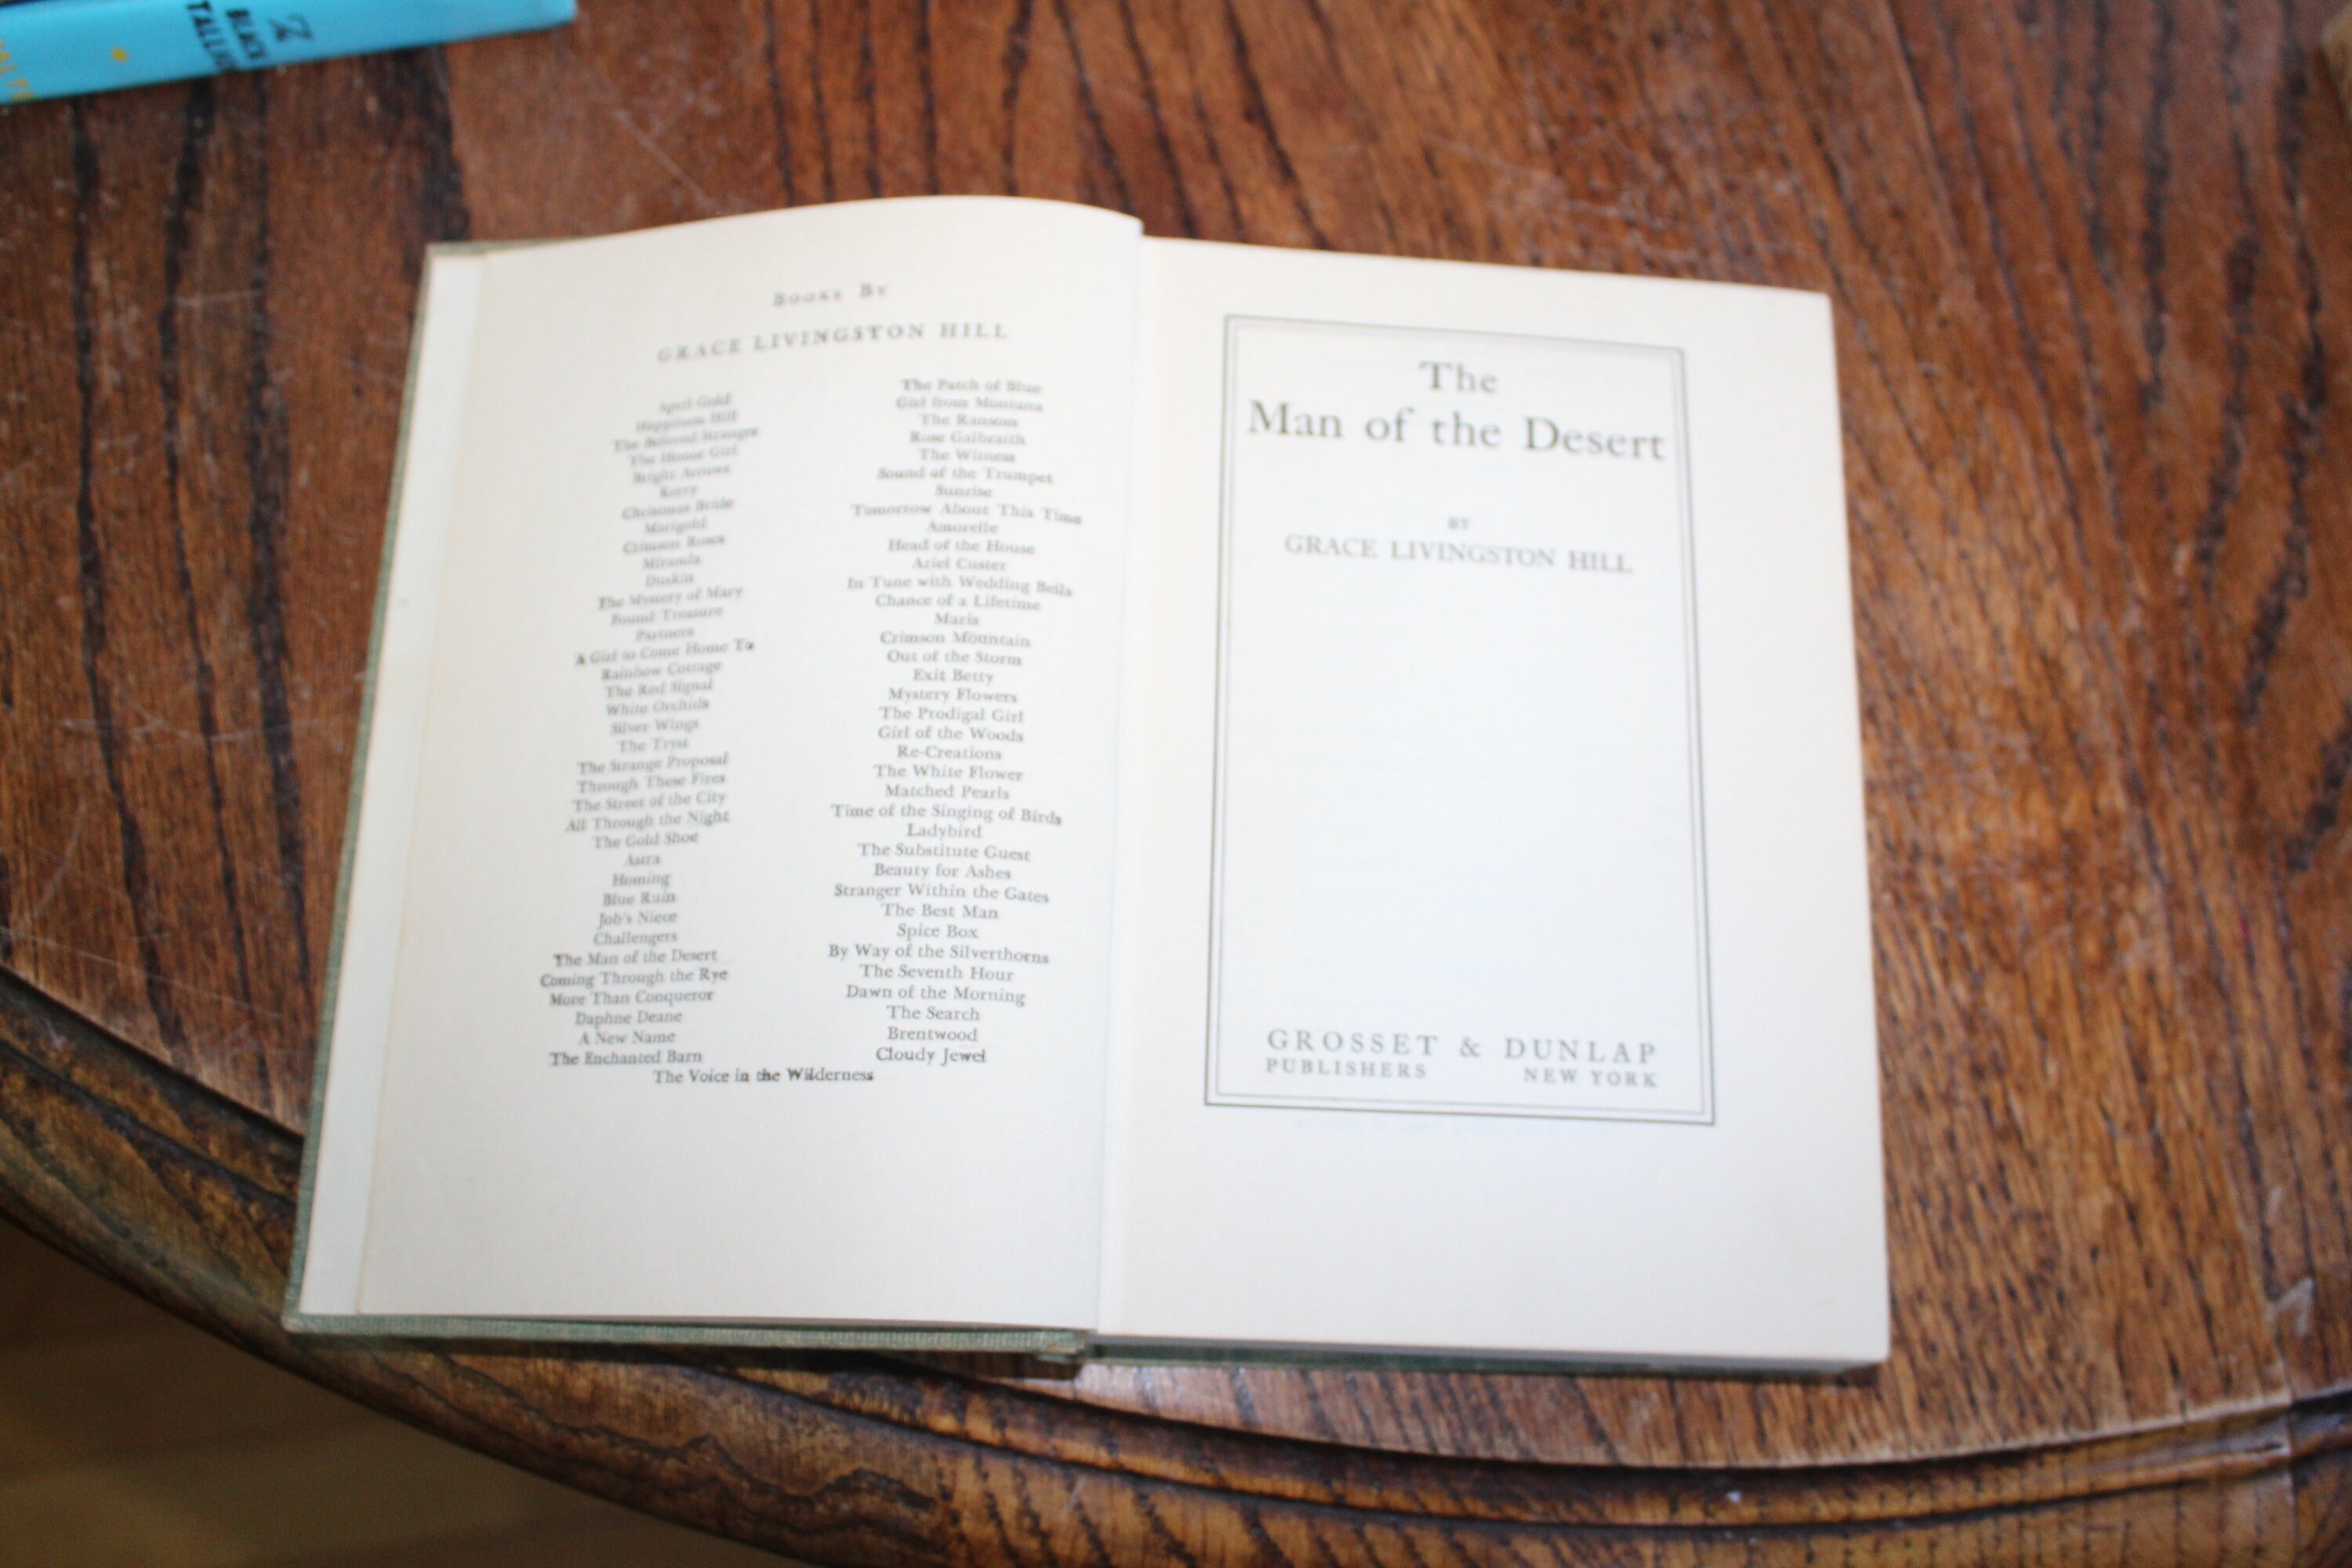 BLACK
BOOKS BY
GRACE LIVINGSTON HILL
April Gold
Happiness Hill
The Beloved Stranger
The Honor Girl
Bright Arrows
Kerry
Christmas Bride
Marigold
Crimson Roses
Miranda
Duskin
The Mystery of Mary
Found Treasure
Partners
A Girl to Come Home To
Rainbow Cottage
The Red Signal
White Orchids
Silver Wings
The Tryst
The Strange Proposal
Through These Fires
The Street of the City
All Through the Night
The Gold Shoe
Astra
Homing
Blue Ruin
Job's Niece
Challengers
The Man of the Desert
Coming Through the Rye
More Than Conqueror
Daphne Deane
A New Name
The Enchanted Barn
The Patch of Blue
Girl from Montana
The Ransom
Rose Galbraith
The Witness
Sound of the Trumpet
Sunrise
Tomorrow About This Time
Amorelle
Head of the House
Ariel Custer
In Tune with Wedding Bells
Chance of a Lifetime
Maria
Crimson Mountain
Out of the Storm
Exit Betty
Mystery Flowers
The Prodigal Girl
Girl of the Woods
Re-Creations
The White Flower
Matched Pearls
Time of the Singing of Birds
Ladybird
The Substitute Guest
Beauty for Ashes
Stranger Within the Gates
The Best Man
Spice Box
By Way of the Silverthorns
The Seventh Hour
Dawn of the Morning
The Search
Brentwood
Cloudy Jewel
The Voice in the Wilderness
The
Man of the Desert
BY
GRACE LIVINGSTON HILL
GROSSET & DUNLAP
PUBLISHERS NEW YORK